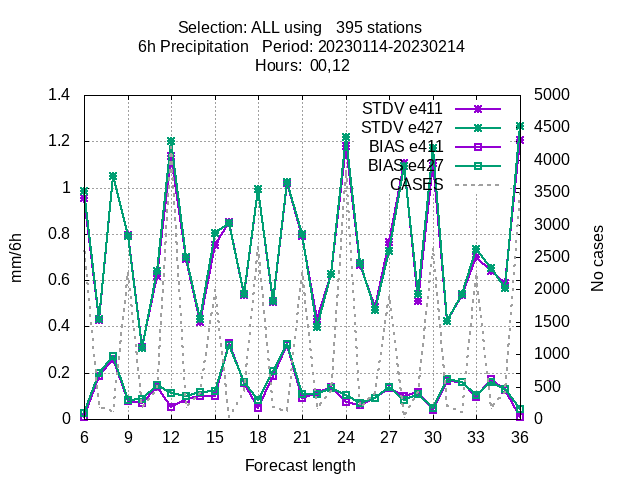 Selection: ALL using 395 stations
6h Precipitation Period: 20230114-20230214
Hours: 00,12
1.4
1.2
1
0.8
0.6
0.4
0.2
0
mm/6h
5000
4500
4000
3500
3000
2500
2000
1500
1000
500
0
No cases
STDV e411
STDV e427
BIAS e411
BIAS e427
CASES
6 9 12 15 18 21 24 27 30 33 36
Forecast length